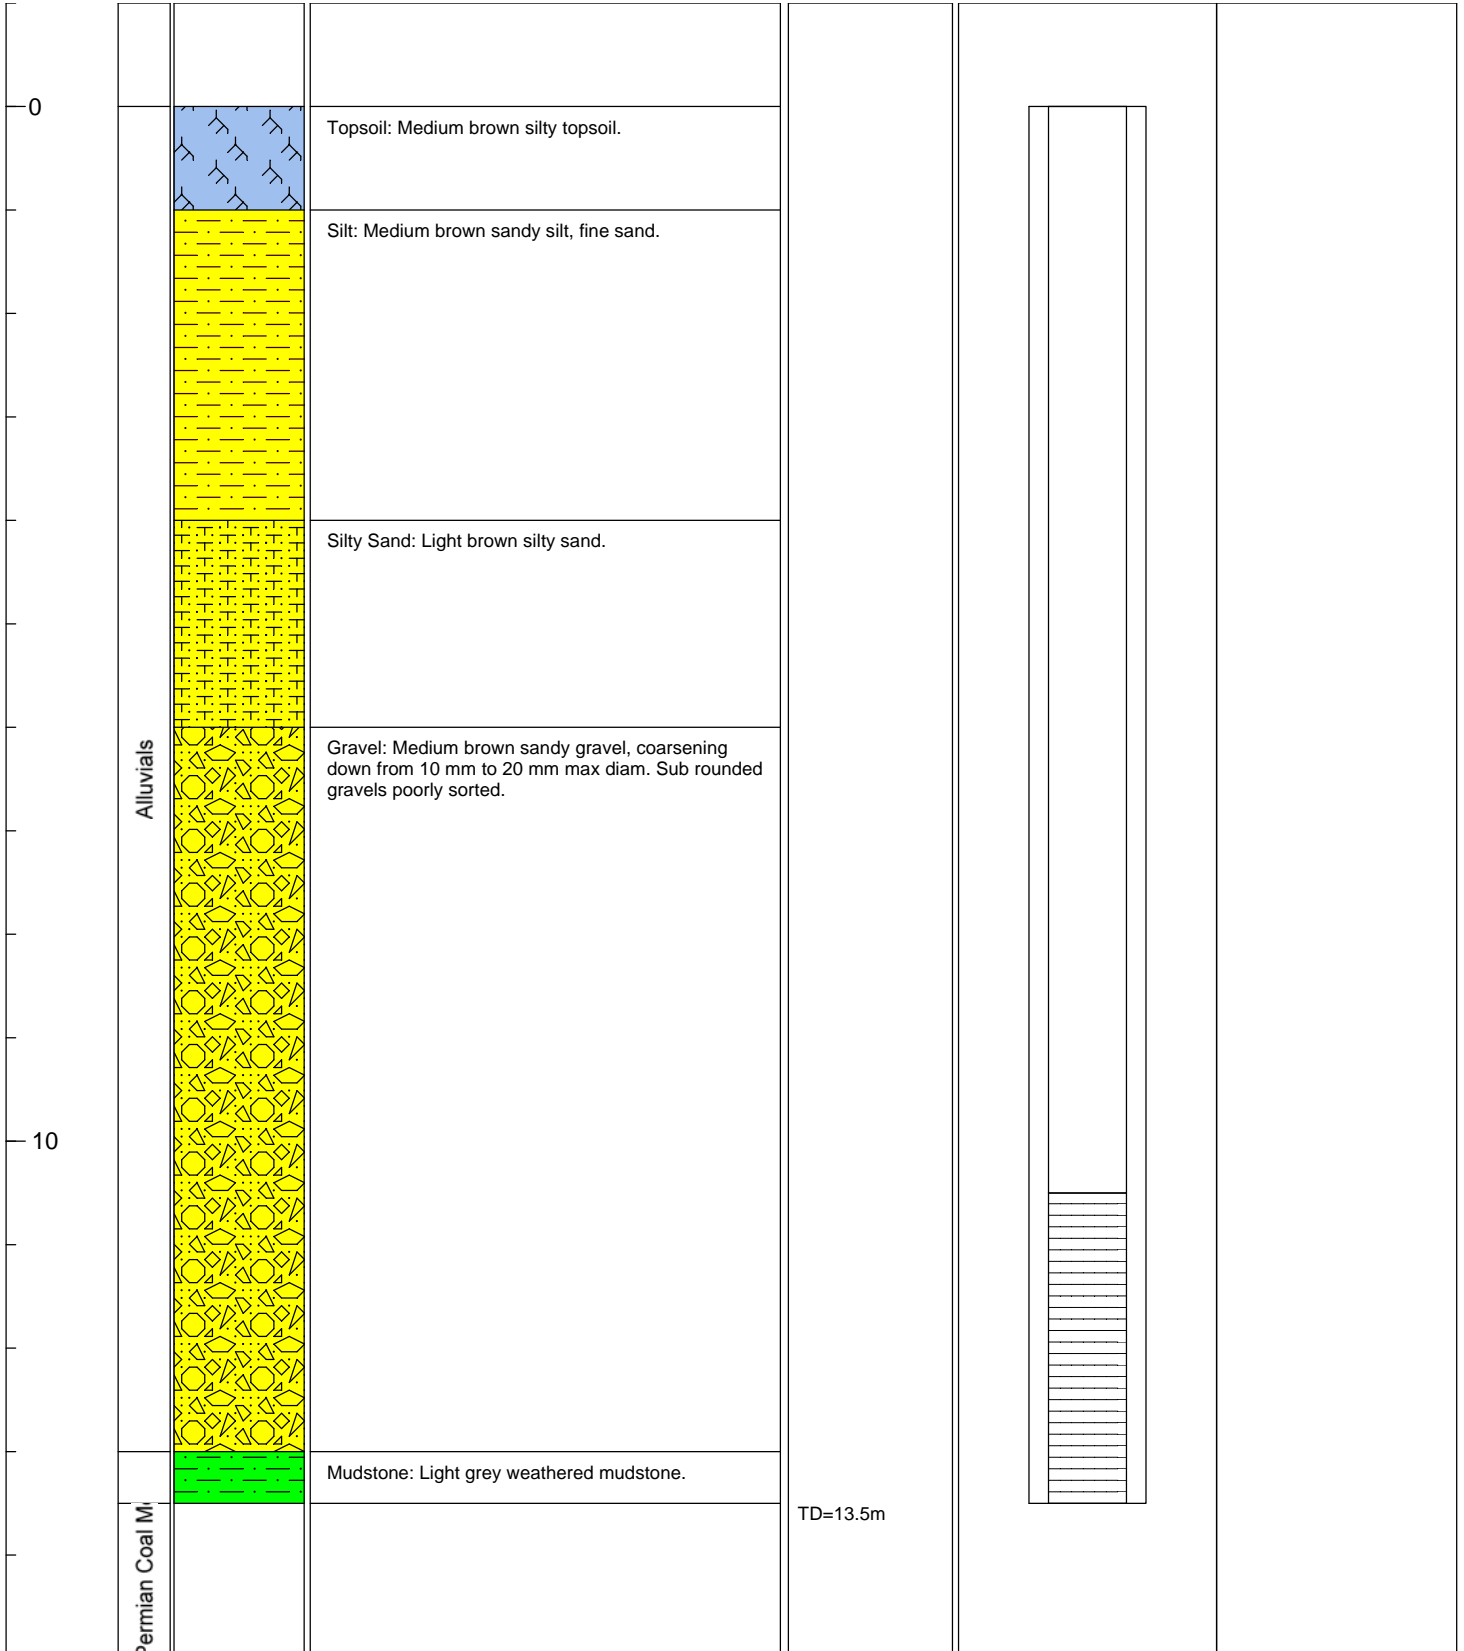 0
Topsoil: Medium brown silty topsoil.
Silt: Medium brown sandy silt, fine sand.
Silty Sand: Light brown silty sand.
Alluvials
Gravel: Medium brown sandy gravel, coarsening
down from 10 mm to 20 mm max diam. Sub rounded
gravels poorly sorted.
10
Mudstone: Light grey weathered mudstone.
TD=13.5m
Permian Coal M